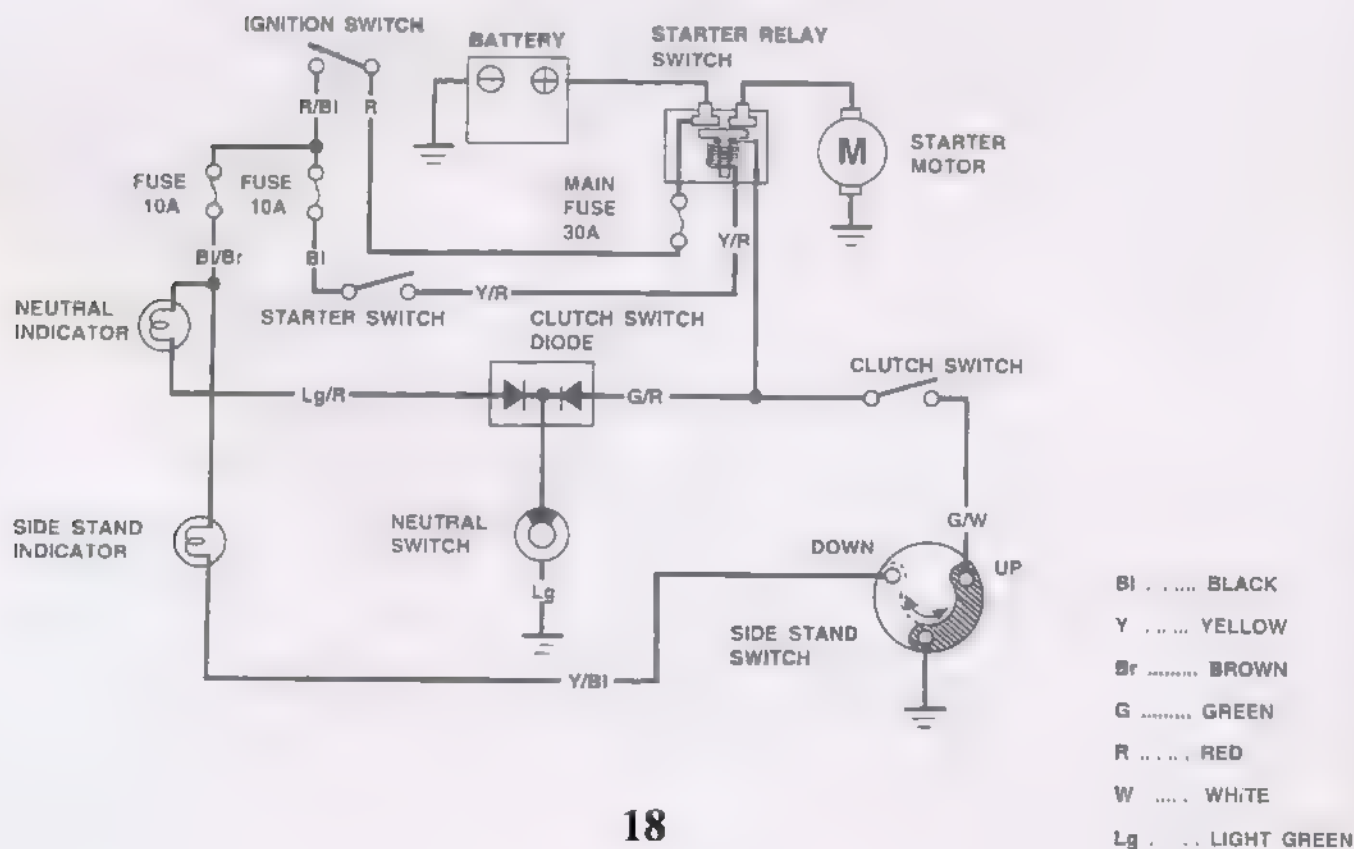 IGNITION SWITCH
BATTERY
STARTER RELAY
SWITCH
R/Bl
R
STARTER
MOTOR
M
FUSE
10A
FUSE
10A
MAIN
FUSE
30A
Y/R
Bl/Br
Bl
Y/R
NEUTRAL
INDICATOR
STARTER SWITCH
CLUTCH SWITCH
DIODE
CLUTCH SWITCH
Lg/R
G/R
SIDE STAND
INDICATOR
NEUTRAL
SWITCH
G/W
DOWN
UP
Lg
SIDE STAND
SWITCH
Y/Bl
Bl ...... BLACK
Y ...... YELLOW
Br ......... BROWN
G ......... GREEN
R ...... RED
W ..... WHITE
Lg . .. LIGHT GREEN
18